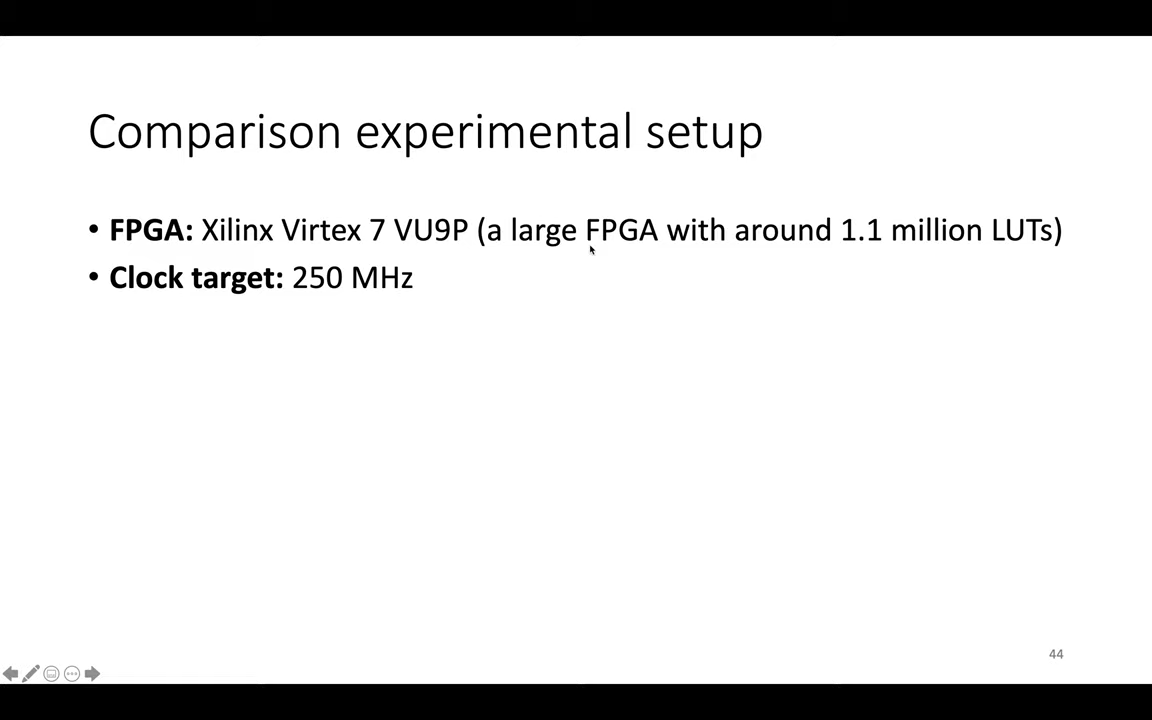 Comparison experimental setup
• FPGA: Xilinx Virtex 7 VU9P (a large FPGA with around 1.1 million LUTs)
• Clock target: 250 MHz
44